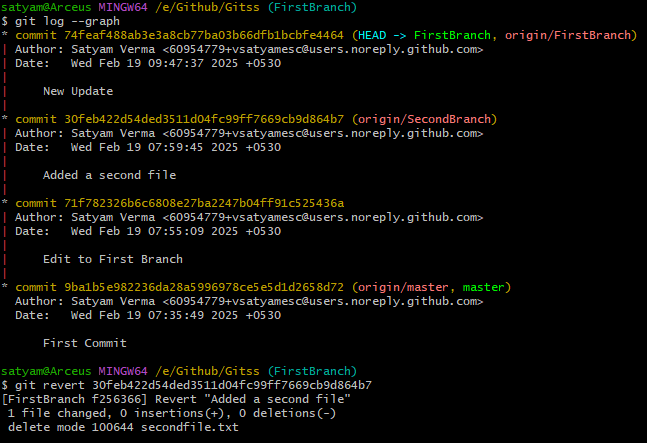 satyam@Arceus MINGW64 /e/Github/Gitss (FirstBranch)
$ git log --graph
* commit 74feaf488ab3e3a8cb77ba03b66dfb1bcbfe4464 (HEAD -> FirstBranch, origin/FirstBranch)
| Author: Satyam Verma <60954779+vsatyamesc@users.noreply.github.com>
| Date:   Wed Feb 19 09:47:37 2025 +0530
|
|     New Update
|
* commit 30feb422d54ded3511d04fc99ff7669cb9d864b7 (origin/SecondBranch)
| Author: Satyam Verma <60954779+vsatyamesc@users.noreply.github.com>
| Date:   Wed Feb 19 07:59:45 2025 +0530
|
|     Added a second file
|
* commit 71f782326b6c6808e27ba2247b04ff91c525436a
| Author: Satyam Verma <60954779+vsatyamesc@users.noreply.github.com>
| Date:   Wed Feb 19 07:55:09 2025 +0530
|
|     Edit to First Branch
|
* commit 9ba1b5e982236da28a5996978ce5e5d1d2658d72 (origin/master, master)
  Author: Satyam Verma <60954779+vsatyamesc@users.noreply.github.com>
  Date:   Wed Feb 19 07:35:49 2025 +0530

      First Commit

satyam@Arceus MINGW64 /e/Github/Gitss (FirstBranch)
$ git revert 30feb422d54ded3511d04fc99ff7669cb9d864b7
[FirstBranch f256366] Revert "Added a second file"
 1 file changed, 0 insertions(+), 0 deletions(-)
 delete mode 100644 secondfile.txt